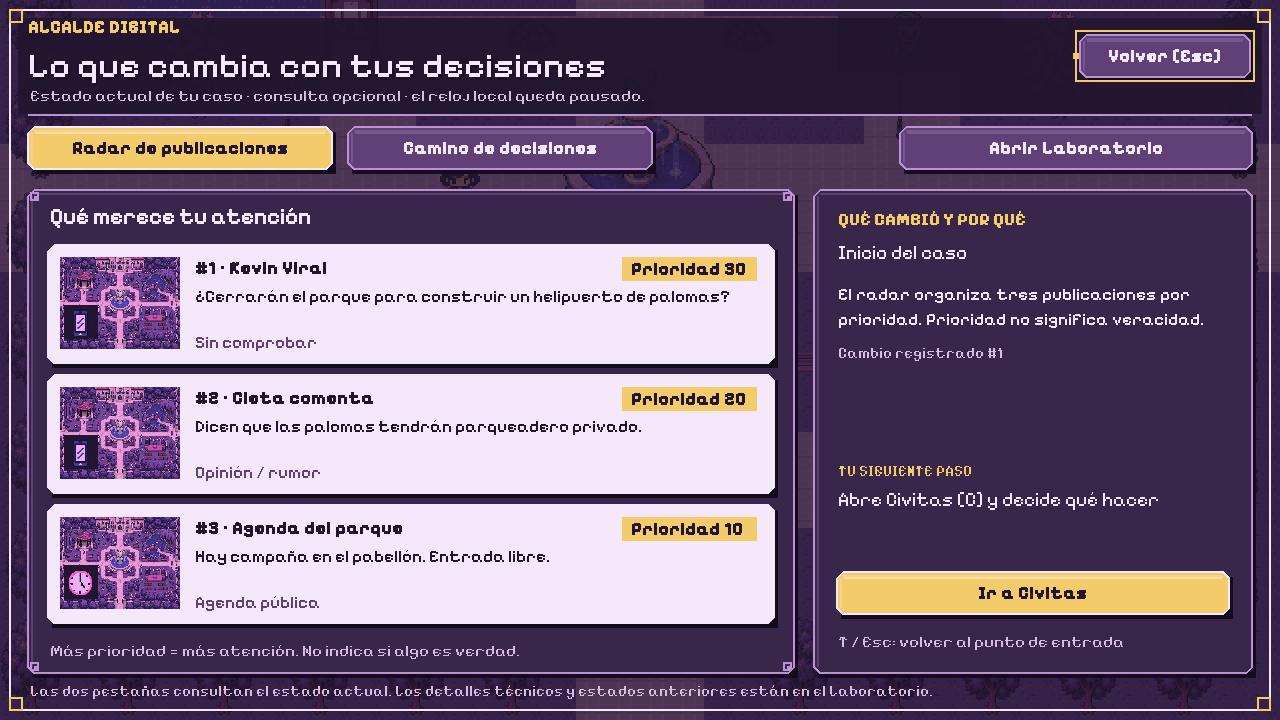 ALCALDE DIGITAL
Lo que cambia con tus decisiones
Estado actual de tu caso · consulta opcional · el reloj local queda pausado.
Volver (Esc)
Radar de publicaciones
Camino de decisiones
Abrir Laboratorio
Qué merece tu atención
#1 · Kevin Viral
Prioridad 30
¿Cerrarán el parque para construir un helipuerto de palomas?
Sin comprobar
#2 · Cleta comenta
Prioridad 20
Dicen que las palomas tendrán parqueadero privado.
Opinión / rumor
#3 · Agenda del parque
Prioridad 10
Hay campaña en el pabellón. Entrada libre.
Agenda pública
Más prioridad = más atención. No indica si algo es verdad.
QUÉ CAMBIÓ Y POR QUÉ
Inicio del caso
El radar organiza tres publicaciones por
prioridad. Prioridad no significa veracidad.
Cambio registrado #1
TU SIGUIENTE PASO
Abre Civitas (C) y decide qué hacer
Ir a Civitas
T / Esc: volver al punto de entrada
Las dos pestañas consultan el estado actual. Los detalles técnicos y estados anteriores están en el Laboratorio.